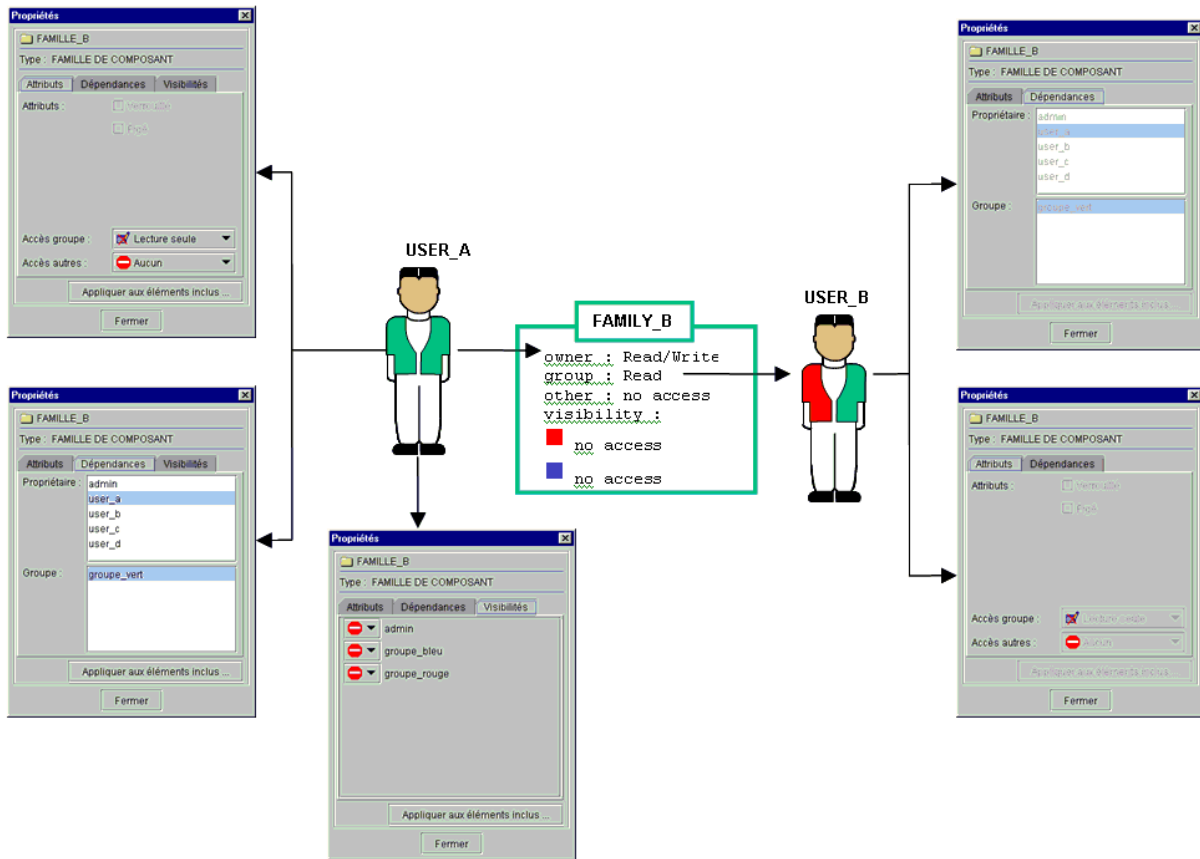 Propriétés
FAMILLE_B
Type : FAMILLE DE COMPOSANT
Attributs Dépendances Visibilités
Attributs : Verrouillé
Figé
Accès groupe : Lecture seule
Accès autres : Aucun
Appliquer aux éléments inclus ...
Fermer
Propriétés
FAMILLE_B
Type : FAMILLE DE COMPOSANT
Attributs Dépendances Visibilités
Propriétaire : admin
user_a
user_b
user_c
user_d
Groupe : groupe_vert
Appliquer aux éléments inclus ...
Fermer
USER_A
Propriétés
FAMILLE_B
Type : FAMILLE DE COMPOSANT
Attributs Dépendances Visibilités
admin
groupe_bleu
groupe_rouge
Appliquer aux éléments inclus ...
Fermer
FAMILY_B
owner : Read/Write
group : Read
other : no access
visibility :
no access
no access
USER_B
Propriétés
FAMILLE_B
Type : FAMILLE DE COMPOSANT
Attributs Dépendances
Propriétaire : admin
user_a
user_b
user_c
user_d
Groupe : groupe_vert
Appliquer aux éléments inclus ...
Fermer
Propriétés
FAMILLE_B
Type : FAMILLE DE COMPOSANT
Attributs Dépendances
Attributs : Verrouillé
Figé
Accès groupe : Lecture seule
Accès autres : Aucun
Appliquer aux éléments inclus ...
Fermer